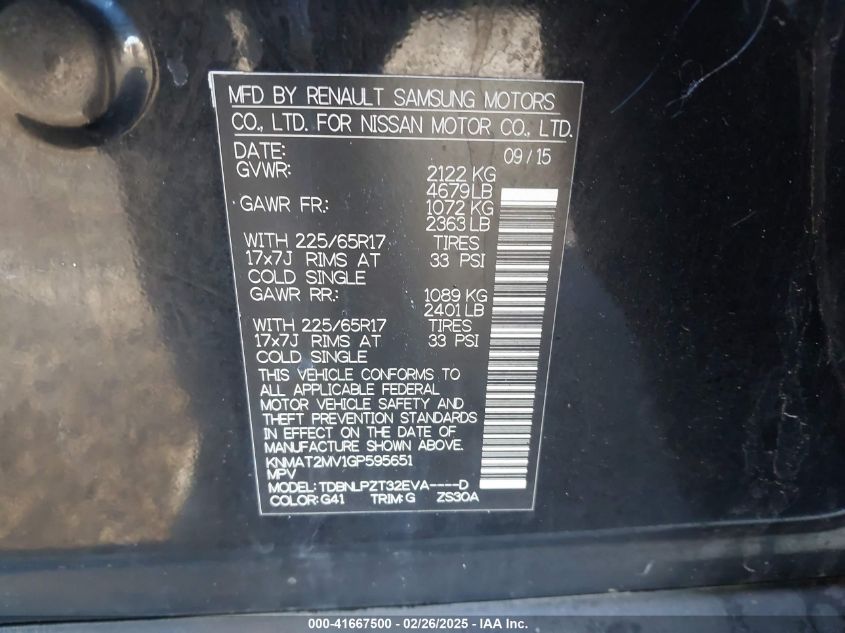 MFD BY RENAULT SAMSUNG MOTORS
CO., LTD. FOR NISSAN MOTOR CO., LTD.
DATE: 09/15
GVWR: 2122 KG
4679LB
GAWR FR: 1072 KG
2363 LB
WITH 225/65R17 TIRES
17x7J RIMS AT 33 PSI
COLD SINGLE
GAWR RR: 1089 KG
2401 LB
WITH 225/65R17 TIRES
17x7J RIMS AT 33 PSI
COLD SINGLE
THIS VEHICLE CONFORMS TO
ALL APPLICABLE FEDERAL
MOTOR VEHICLE SAFETY AND
THEFT PREVENTION STANDARDS
IN EFFECT ON THE DATE OF
MANUFACTURE SHOWN ABOVE.
KNMAT2MV1GP595651
MPV
MODEL: TDBNLPZT32EVA----D
COLOR: G41 TRIM: G ZS30A
000-41667500 - 02/26/2025 - IAA Inc.